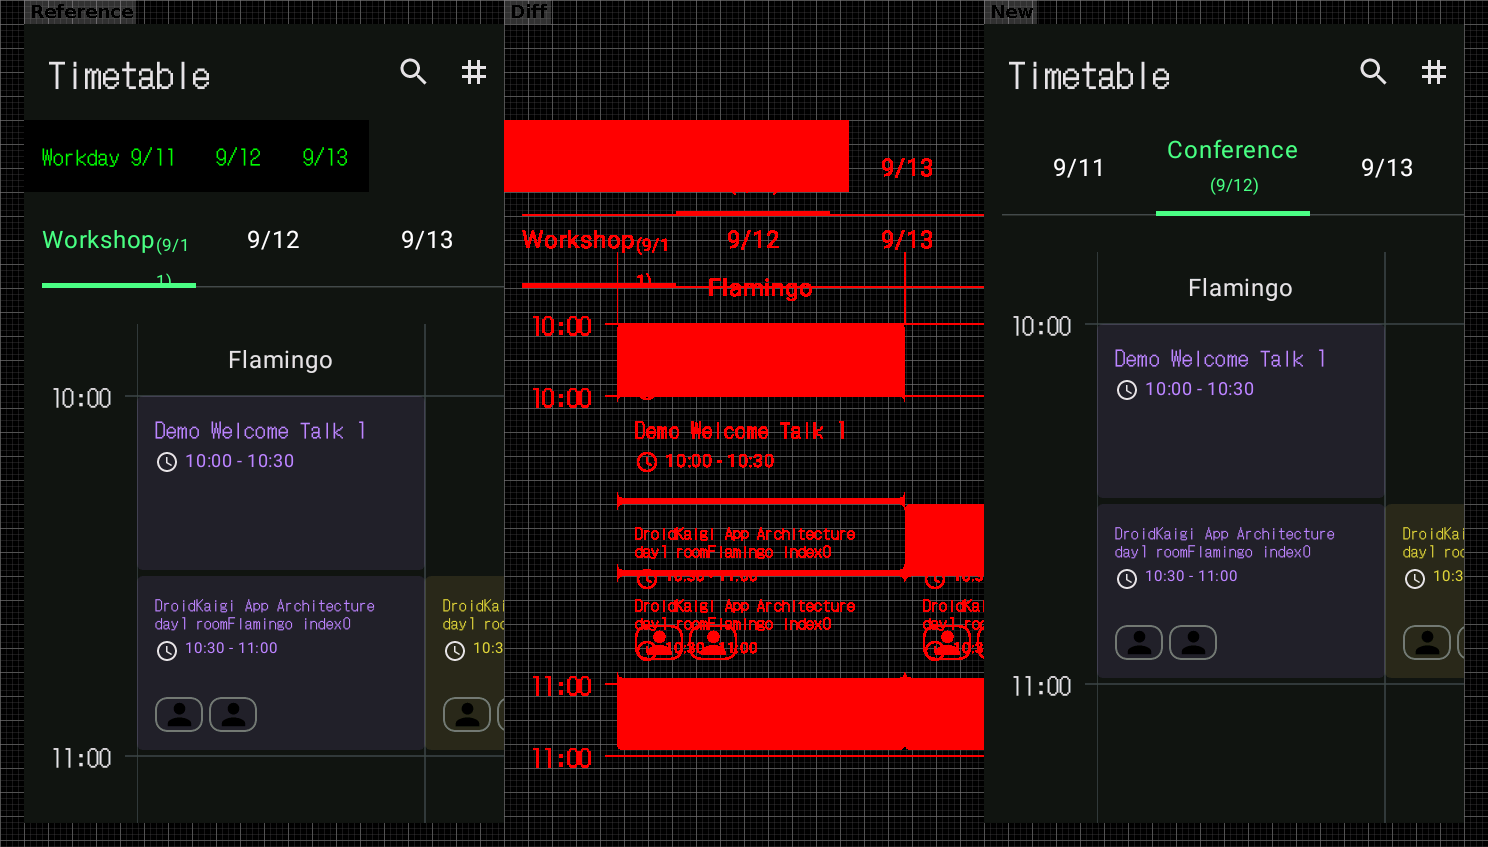 Reference
Timetable
Workday 9/11 9/12 9/13
Workshop(9/1
1)
9/12
9/13
Flamingo
10:00
Demo Welcome Talk 1
10:00 - 10:30
DroidKaigi App Architecture
day1 roomFlamingo index0
10:30 - 11:00
DroidKai
day1 roo
10:3
11:00
Diff
9/13
Workshop(9/1
1)
9/12
9/13
Flamingo
10:00
10:00
Demo Welcome Talk 1
10:00 - 10:30
DroidKaigi App Architecture
day1 roomFlamingo index0
10:30 - 11:00
DroidKaigi App Architecture
day1 roomFlamingo index0
10:30 - 11:00
DroidKai
day1 roo
11:00
11:00
New
Timetable
9/11
Conference
(9/12)
9/13
Flamingo
10:00
Demo Welcome Talk 1
10:00 - 10:30
DroidKaigi App Architecture
day1 roomFlamingo index0
10:30 - 11:00
DroidKai
day1 roo
10:3
11:00